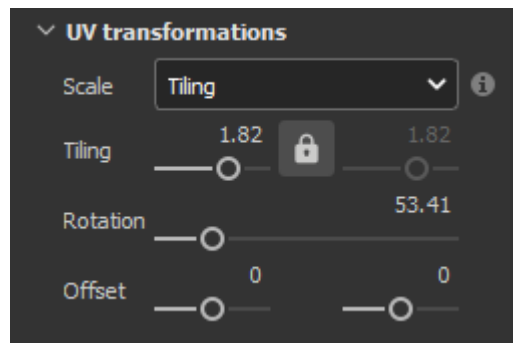 UV transformations
Scale Tiling
Tiling 1.82 1.82
Rotation 53.41
Offset 0 0